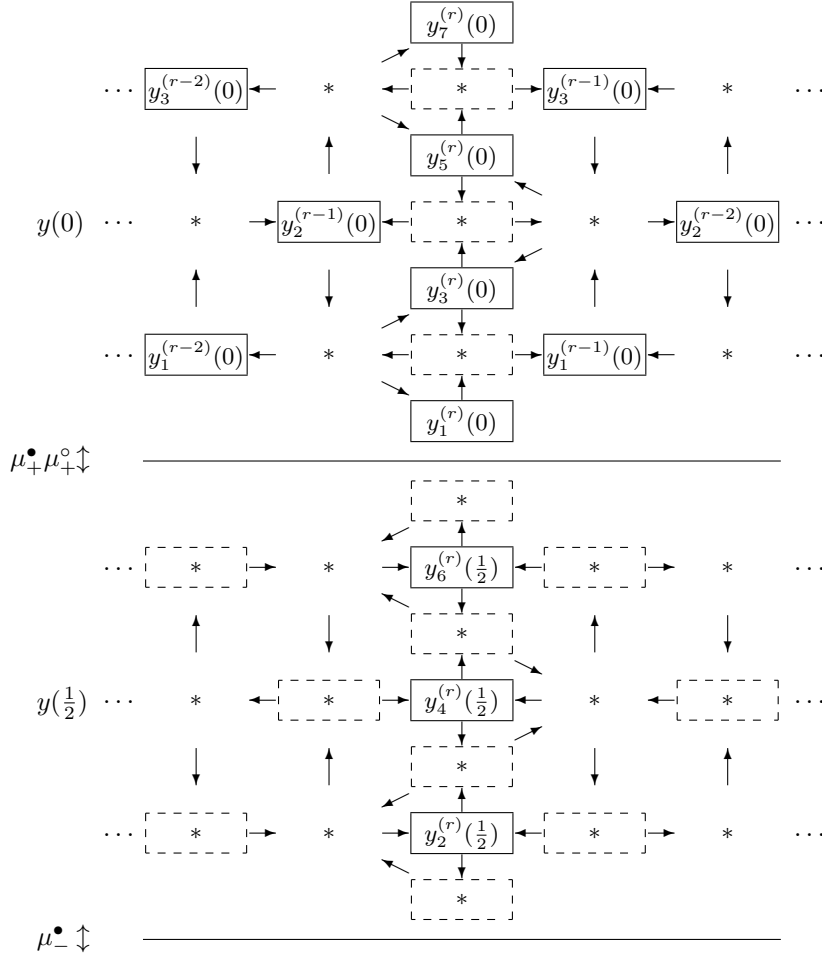 y_7^{(r)}(0)
⋯ y_3^{(r−2)}(0) * * y_3^{(r−1)}(0) * ⋯
y_5^{(r)}(0)
y(0) ⋯ * y_2^{(r−1)}(0) * * y_2^{(r−2)}(0) ⋯
y_3^{(r)}(0)
⋯ y_1^{(r−2)}(0) * * y_1^{(r−1)}(0) * ⋯
y_1^{(r)}(0)
μ_+^• μ_+^○ ↕
*
⋯ * * y_6^{(r)}(1/2) * * ⋯
*
y(1/2) ⋯ * * y_4^{(r)}(1/2) * * ⋯
*
⋯ * * y_2^{(r)}(1/2) * * ⋯
*
μ_−^• ↕